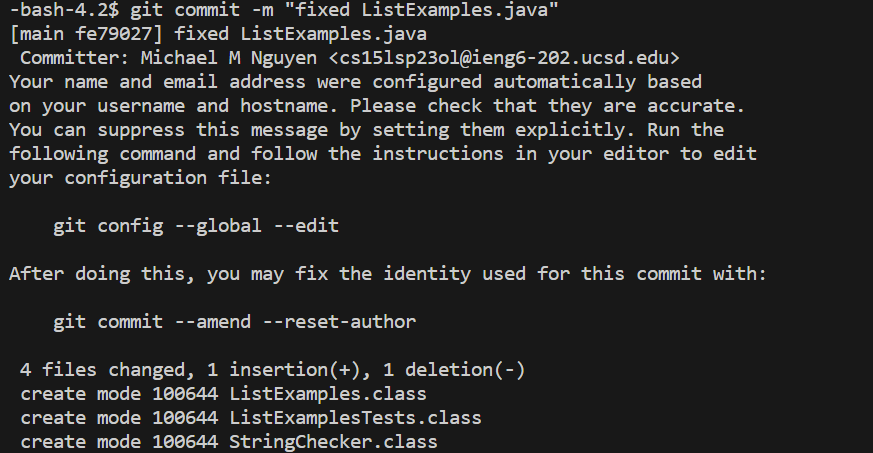 -bash-4.2$ git commit -m "fixed ListExamples.java"
[main fe79027] fixed ListExamples.java
 Committer: Michael M Nguyen <cs15lsp23ol@ieng6-202.ucsd.edu>
Your name and email address were configured automatically based
on your username and hostname. Please check that they are accurate.
You can suppress this message by setting them explicitly. Run the
following command and follow the instructions in your editor to edit
your configuration file:

    git config --global --edit

After doing this, you may fix the identity used for this commit with:

    git commit --amend --reset-author

 4 files changed, 1 insertion(+), 1 deletion(-)
 create mode 100644 ListExamples.class
 create mode 100644 ListExamplesTests.class
 create mode 100644 StringChecker.class